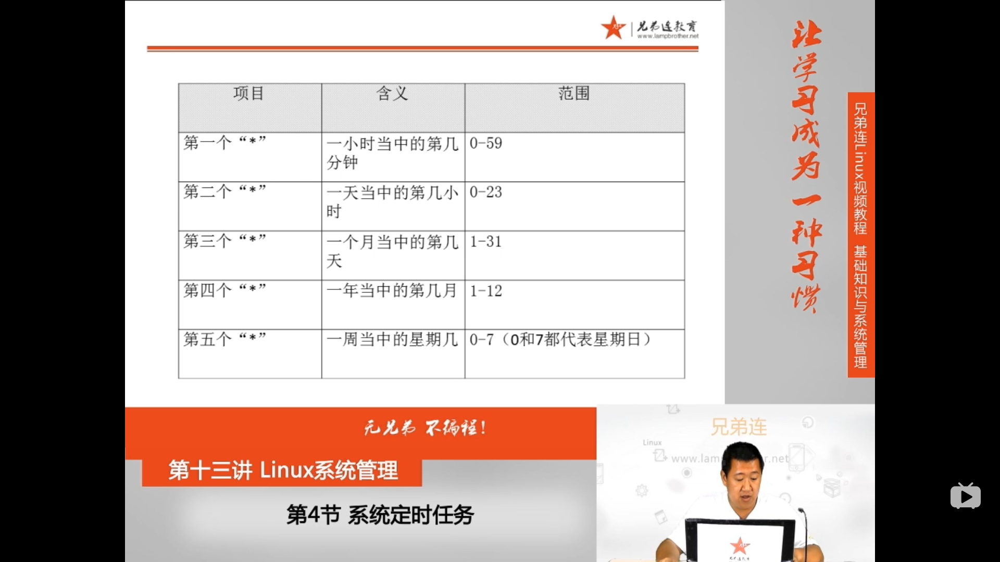 兄弟连教育
www.lampbrother.net
项目 含义 范围
第一个“*” 一小时当中的第几分钟 0-59
第二个“*” 一天当中的第几小时 0-23
第三个“*” 一个月当中的第几天 1-31
第四个“*” 一年当中的第几月 1-12
第五个“*” 一周当中的星期几 0-7（0和7都代表星期日）
让学习成为一种习惯
兄弟连Linux视频教程 基础知识与系统管理
无兄弟 不编程!
第十三讲 Linux系统管理
第4节 系统定时任务
兄弟连
Linux